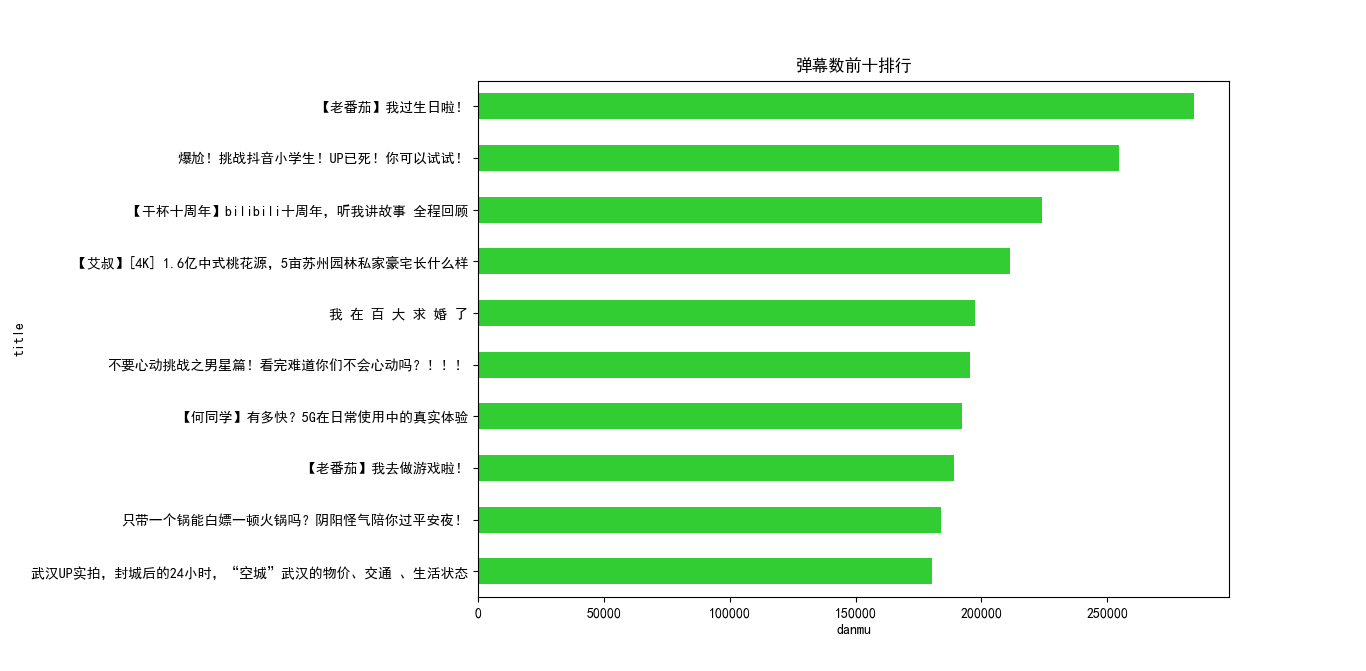 弹幕数前十排行
【老番茄】我过生日啦！
爆尬！挑战抖音小学生！UP已死！你可以试试！
【干杯十周年】bilibili十周年，听我讲故事 全程回顾
【艾叔】[4K] 1.6亿中式桃花源，5亩苏州园林私家豪宅长什么样
我 在 百 大 求 婚 了
不要心动挑战之男星篇！看完难道你们不会心动吗？！！！
【何同学】有多快？5G在日常使用中的真实体验
【老番茄】我去做游戏啦！
只带一个锅能白嫖一顿火锅吗？阴阳怪气陪你过平安夜！
武汉UP实拍，封城后的24小时，“空城”武汉的物价、交通 、生活状态
title
0 50000 100000 150000 200000 250000
danmu